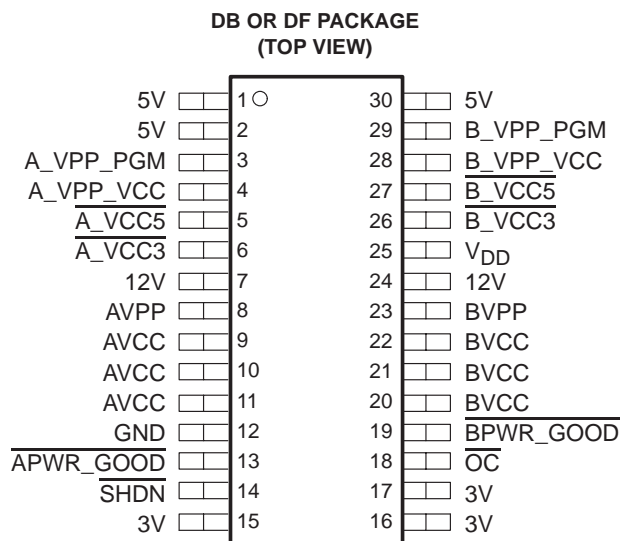 DB OR DF PACKAGE
(TOP VIEW)
5V 1 30 5V
5V 2 29 B_VPP_PGM
A_VPP_PGM 3 28 B_VPP_VCC
A_VPP_VCC 4 27 B_VCC5
A_VCC5 5 26 B_VCC3
A_VCC3 6 25 VDD
12V 7 24 12V
AVPP 8 23 BVPP
AVCC 9 22 BVCC
AVCC 10 21 BVCC
AVCC 11 20 BVCC
GND 12 19 BPWR_GOOD
APWR_GOOD 13 18 OC
SHDN 14 17 3V
3V 15 16 3V